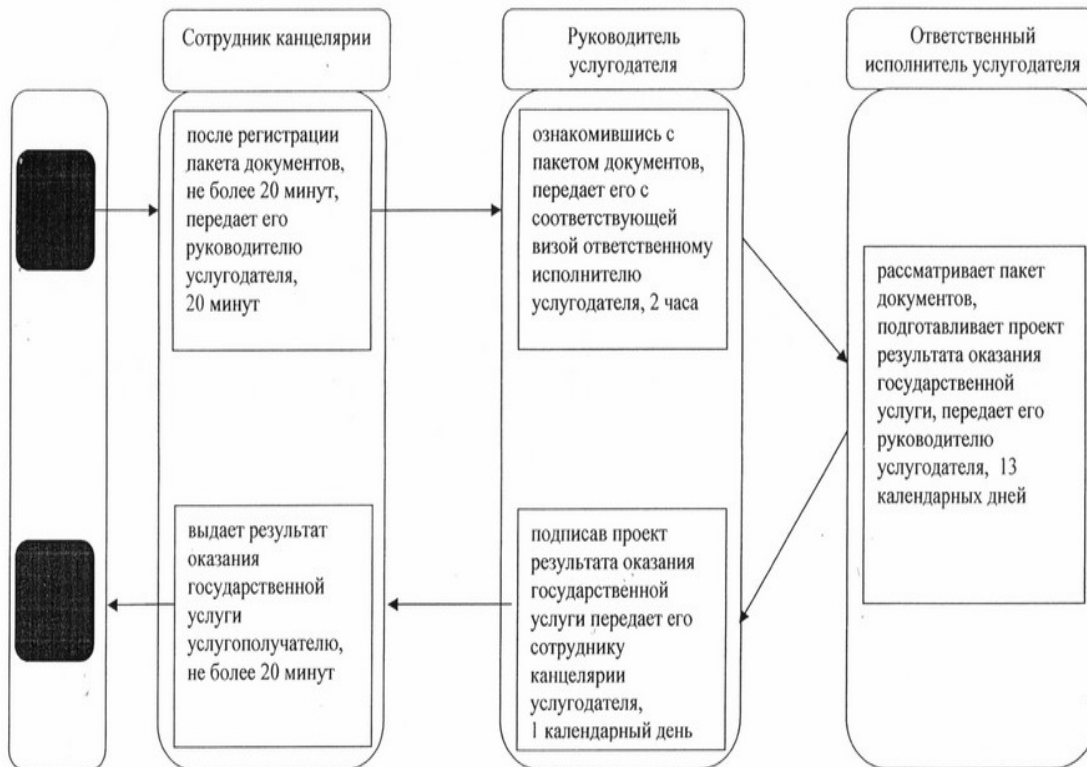 Сотрудник канцелярии
Руководитель
услугодателя
Ответственный
исполнитель услугодателя
после регистрации
пакета документов,
не более 20 минут,
передает его
руководителю
услугодателя,
20 минут
ознакомившись с
пакетом документов,
передает его с
соответствующей
визой ответственному
исполнителю
услугодателя, 2 часа
рассматривает пакет
документов,
подготавливает проект
результата оказания
государственной
услуги, передает его
руководителю
услугодателя, 13
календарных дней
подписав проект
результата оказания
государственной
услуги передает его
сотруднику
канцелярии
услугодателя,
1 календарный день
выдает результат
оказания
государственной
услуги
услугополучателю,
не более 20 минут